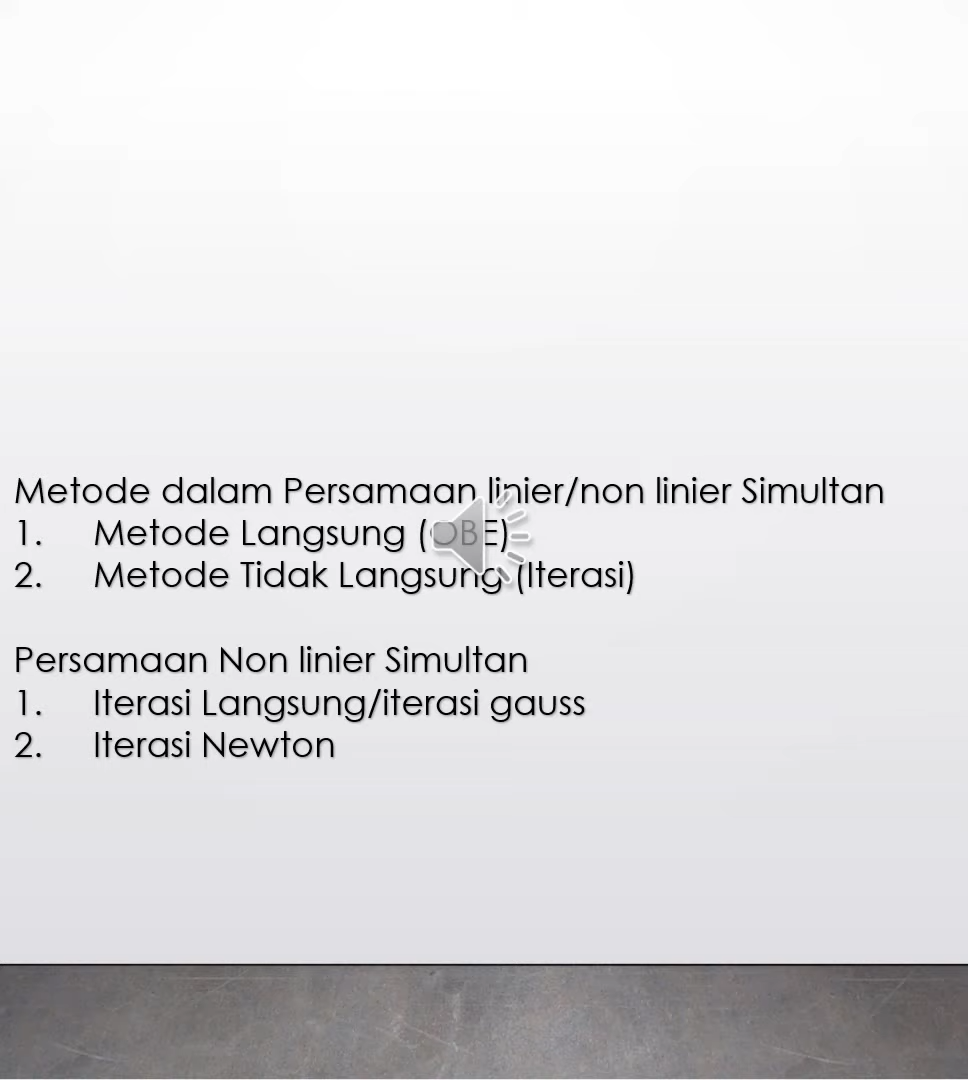 Metode dalam Persamaan linier/non linier Simultan
1. Metode Langsung (OBE)
2. Metode Tidak Langsung (Iterasi)
Persamaan Non linier Simultan
1. Iterasi Langsung/iterasi gauss
2. Iterasi Newton